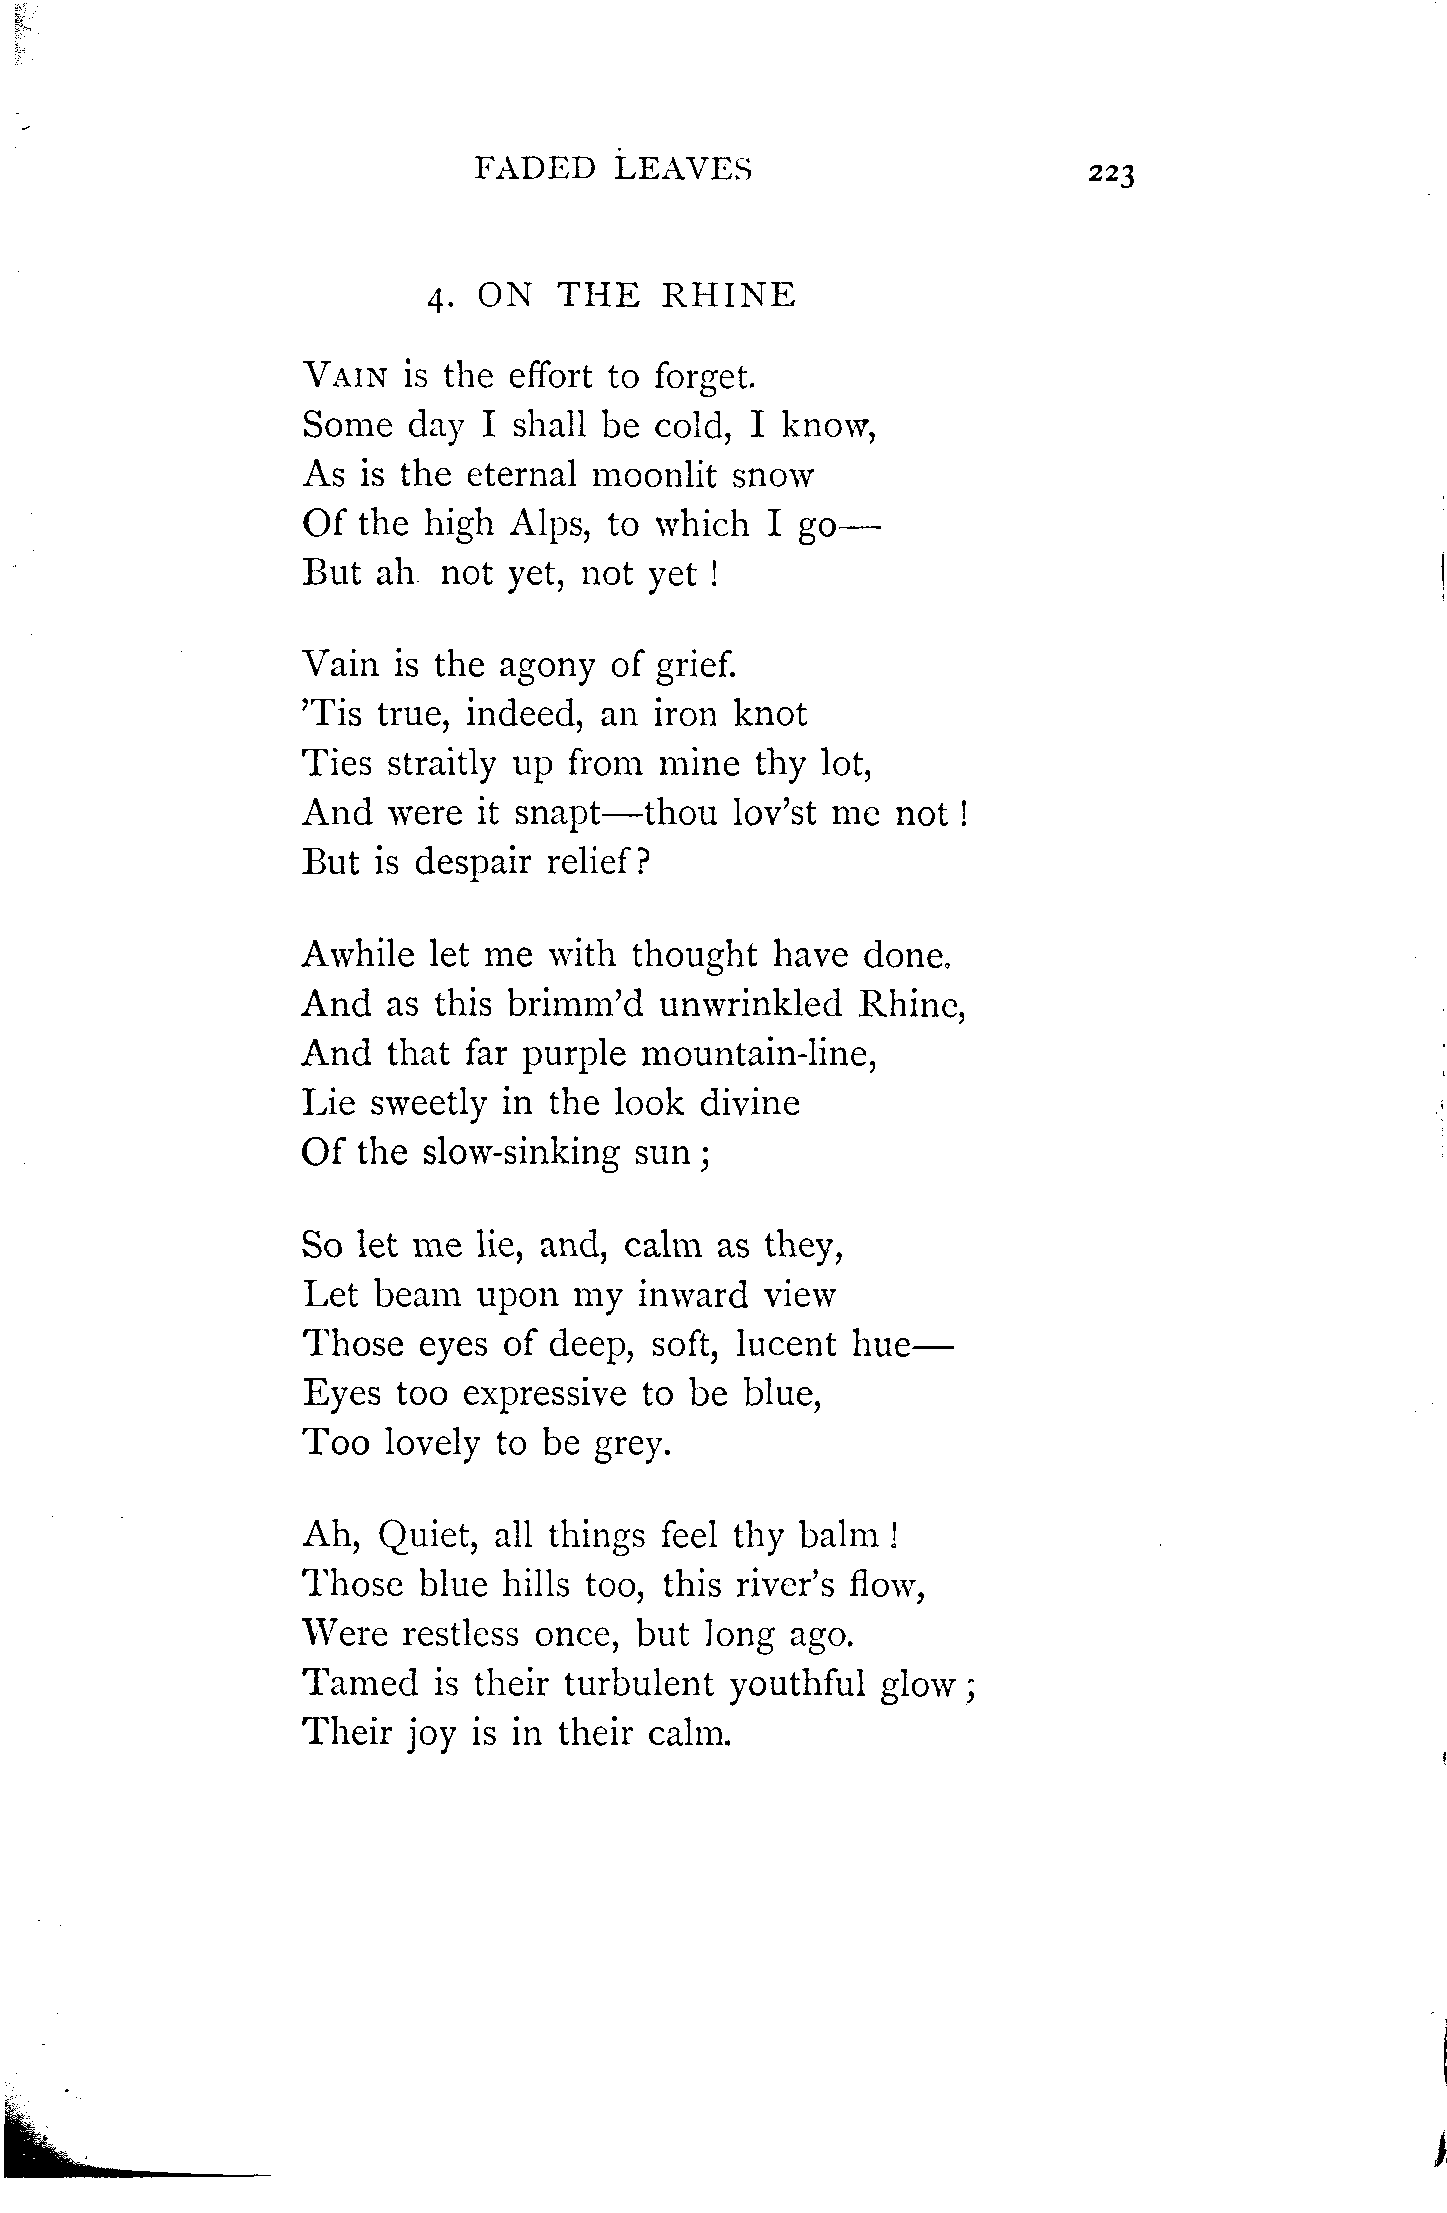 FADED LEAVES 223
4. ON THE RHINE
VAIN is the effort to forget.
Some day I shall be cold, I know,
As is the eternal moonlit snow
Of the high Alps, to which I go—
But ah not yet, not yet !
Vain is the agony of grief.
’Tis true, indeed, an iron knot
Ties straitly up from mine thy lot,
And were it snapt—thou lov’st me not !
But is despair relief?
Awhile let me with thought have done.
And as this brimm’d unwrinkled Rhine,
And that far purple mountain-line,
Lie sweetly in the look divine
Of the slow-sinking sun ;
So let me lie, and, calm as they,
Let beam upon my inward view
Those eyes of deep, soft, lucent hue—
Eyes too expressive to be blue,
Too lovely to be grey.
Ah, Quiet, all things feel thy balm !
Those blue hills too, this river’s flow,
Were restless once, but long ago.
Tamed is their turbulent youthful glow ;
Their joy is in their calm.